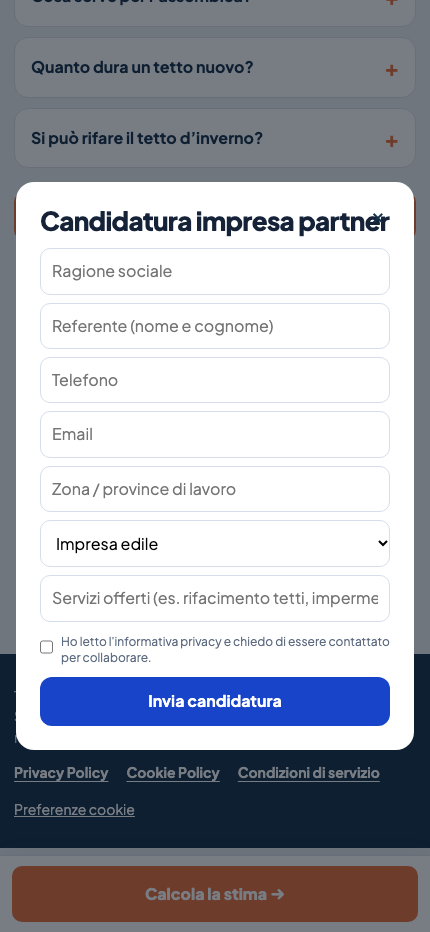 Quanto dura un tetto nuovo?
+
Si può rifare il tetto d’inverno?
+
Candidatura impresa partner
×
Ragione sociale
Referente (nome e cognome)
Telefono
Email
Zona / province di lavoro
Impresa edile
Servizi offerti (es. rifacimento tetti, imperme
Ho letto l'informativa privacy e chiedo di essere contattato
per collaborare.
Invia candidatura
Privacy Policy Cookie Policy Condizioni di servizio
Preferenze cookie
Calcola la stima →